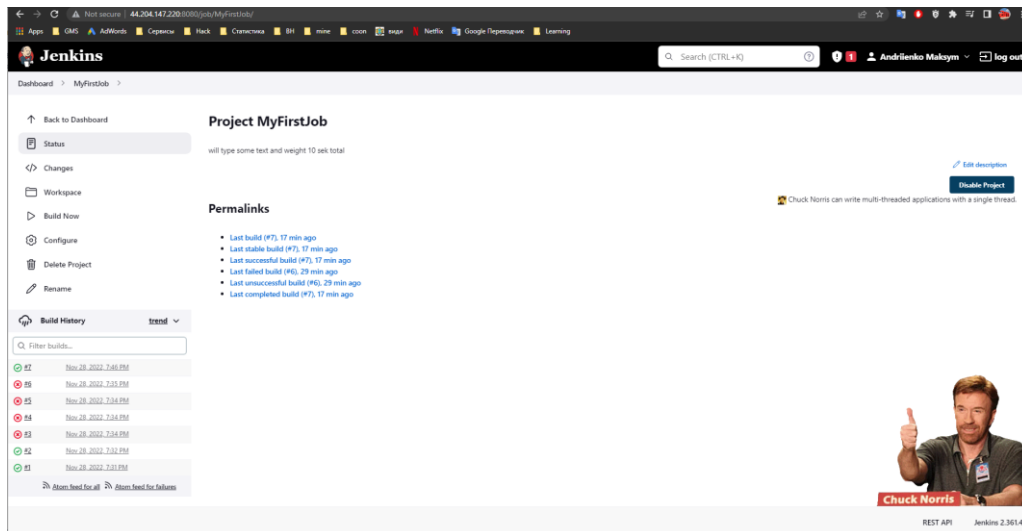 Not secure | 44.204.147.220:8080/job/MyFirstJob/
Apps GMS AdWords Сервисы Hack Статистика BH mine coon види Netflix Google Переводчик Learning
Jenkins Search (CTRL+K) 1 Andriienko Maksym log out
Dashboard > MyFirstJob >
Back to Dashboard
Status
Changes
Workspace
Build Now
Configure
Delete Project
Rename
Build History trend
Filter builds...
#7 Nov 28, 2022, 7:46 PM
#6 Nov 28, 2022, 7:35 PM
#5 Nov 28, 2022, 7:34 PM
#4 Nov 28, 2022, 7:34 PM
#3 Nov 28, 2022, 7:34 PM
#2 Nov 28, 2022, 7:32 PM
#1 Nov 28, 2022, 7:31 PM
Atom feed for all Atom feed for failures
Project MyFirstJob
will type some text and weight 10 sek total
Edit description
Disable Project
Chuck Norris can write multi-threaded applications with a single thread.
Permalinks
Last build (#7), 17 min ago
Last stable build (#7), 17 min ago
Last successful build (#7), 17 min ago
Last failed build (#6), 29 min ago
Last unsuccessful build (#6), 29 min ago
Last completed build (#7), 17 min ago
Chuck Norris
REST API Jenkins 2.361.4